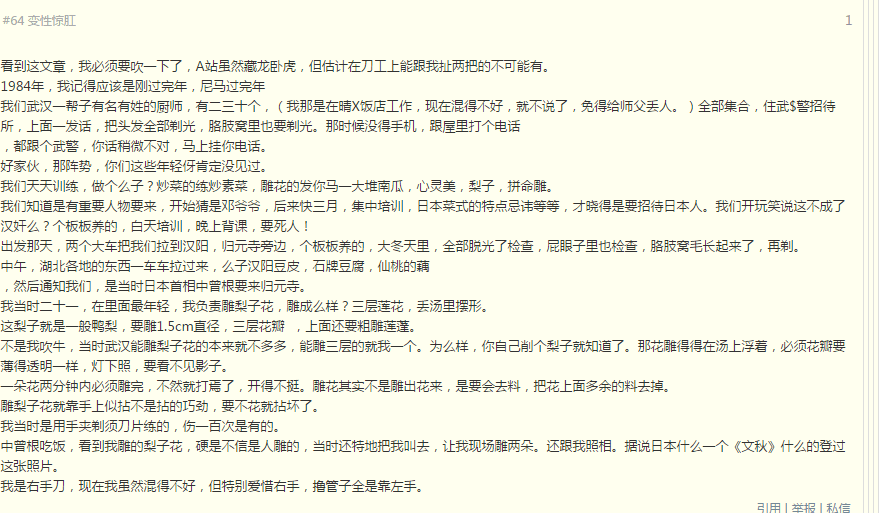 #64 变性惊肛
1
看到这文章，我必须要吹一下了，A站虽然藏龙卧虎，但估计在刀工上能跟我扯两把的不可能有。
1984年，我记得应该是刚过完年，尼马过完年
我们武汉一帮子有名有姓的厨师，有二三十个，（我那是在晴X饭店工作，现在混得不好，就不说了，免得给师父丢人。）全部集合，住武$警招待
所，上面一发话，把头发全部剃光，胳肢窝里也要剃光。那时候没得手机，跟屋里打个电话
，都跟个武警，你话稍微不对，马上挂你电话。
好家伙，那阵势，你们这些年轻伢肯定没见过。
我们天天训练，做个么子？炒菜的练炒素菜，雕花的发你马一大堆南瓜，心灵美，梨子，拼命雕。
我们知道是有重要人物要来，开始猜是邓爷爷，后来快三月，集中培训，日本菜式的特点忌讳等等，才晓得是要招待日本人。我们开玩笑说这不成了
汉奸么？个板板养的，白天培训，晚上背课，要死人！
出发那天，两个大车把我们拉到汉阳，归元寺旁边，个板板养的，大冬天里，全部脱光了检查，屁眼子里也检查，胳肢窝毛长起来了，再剃。
中午，湖北各地的东西一车车拉过来，么子汉阳豆皮，石牌豆腐，仙桃的藕
，然后通知我们，是当时日本首相中曾根要来归元寺。
我当时二十一，在里面最年轻，我负责雕梨子花，雕成么样？三层莲花，丢汤里摆形。
这梨子就是一般鸭梨，要雕1.5cm直径，三层花瓣 ，上面还要粗雕莲蓬。
不是我吹牛，当时武汉能雕梨子花的本来就不多多，能雕三层的就我一个。为么样，你自己削个梨子就知道了。那花雕得得在汤上浮着，必须花瓣要
薄得透明一样，灯下照，要看不见影子。
一朵花两分钟内必须雕完，不然就打焉了，开得不挺。雕花其实不是雕出花来，是要会去料，把花上面多余的料去掉。
雕梨子花就靠手上似拈不是拈的巧劲，要不花就拈坏了。
我当时是用手夹剃须刀片练的，伤一百次是有的。
中曾根吃饭，看到我雕的梨子花，硬是不信是人雕的，当时还特地把我叫去，让我现场雕两朵。还跟我照相。据说日本什么一个《文秋》什么的登过
这张照片。
我是右手刀，现在我虽然混得不好，但特别爱惜右手，撸管子全是靠左手。
引用 | 举报 | 私信